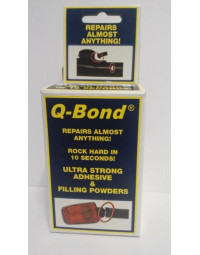 REPAIRS
ALMOST
ANYTHING!
Q-Bond®
REPAIRS ALMOST
ANYTHING!
ROCK HARD IN
10 SECONDS!
ULTRA STRONG
ADHESIVE
&
FILLING POWDERS